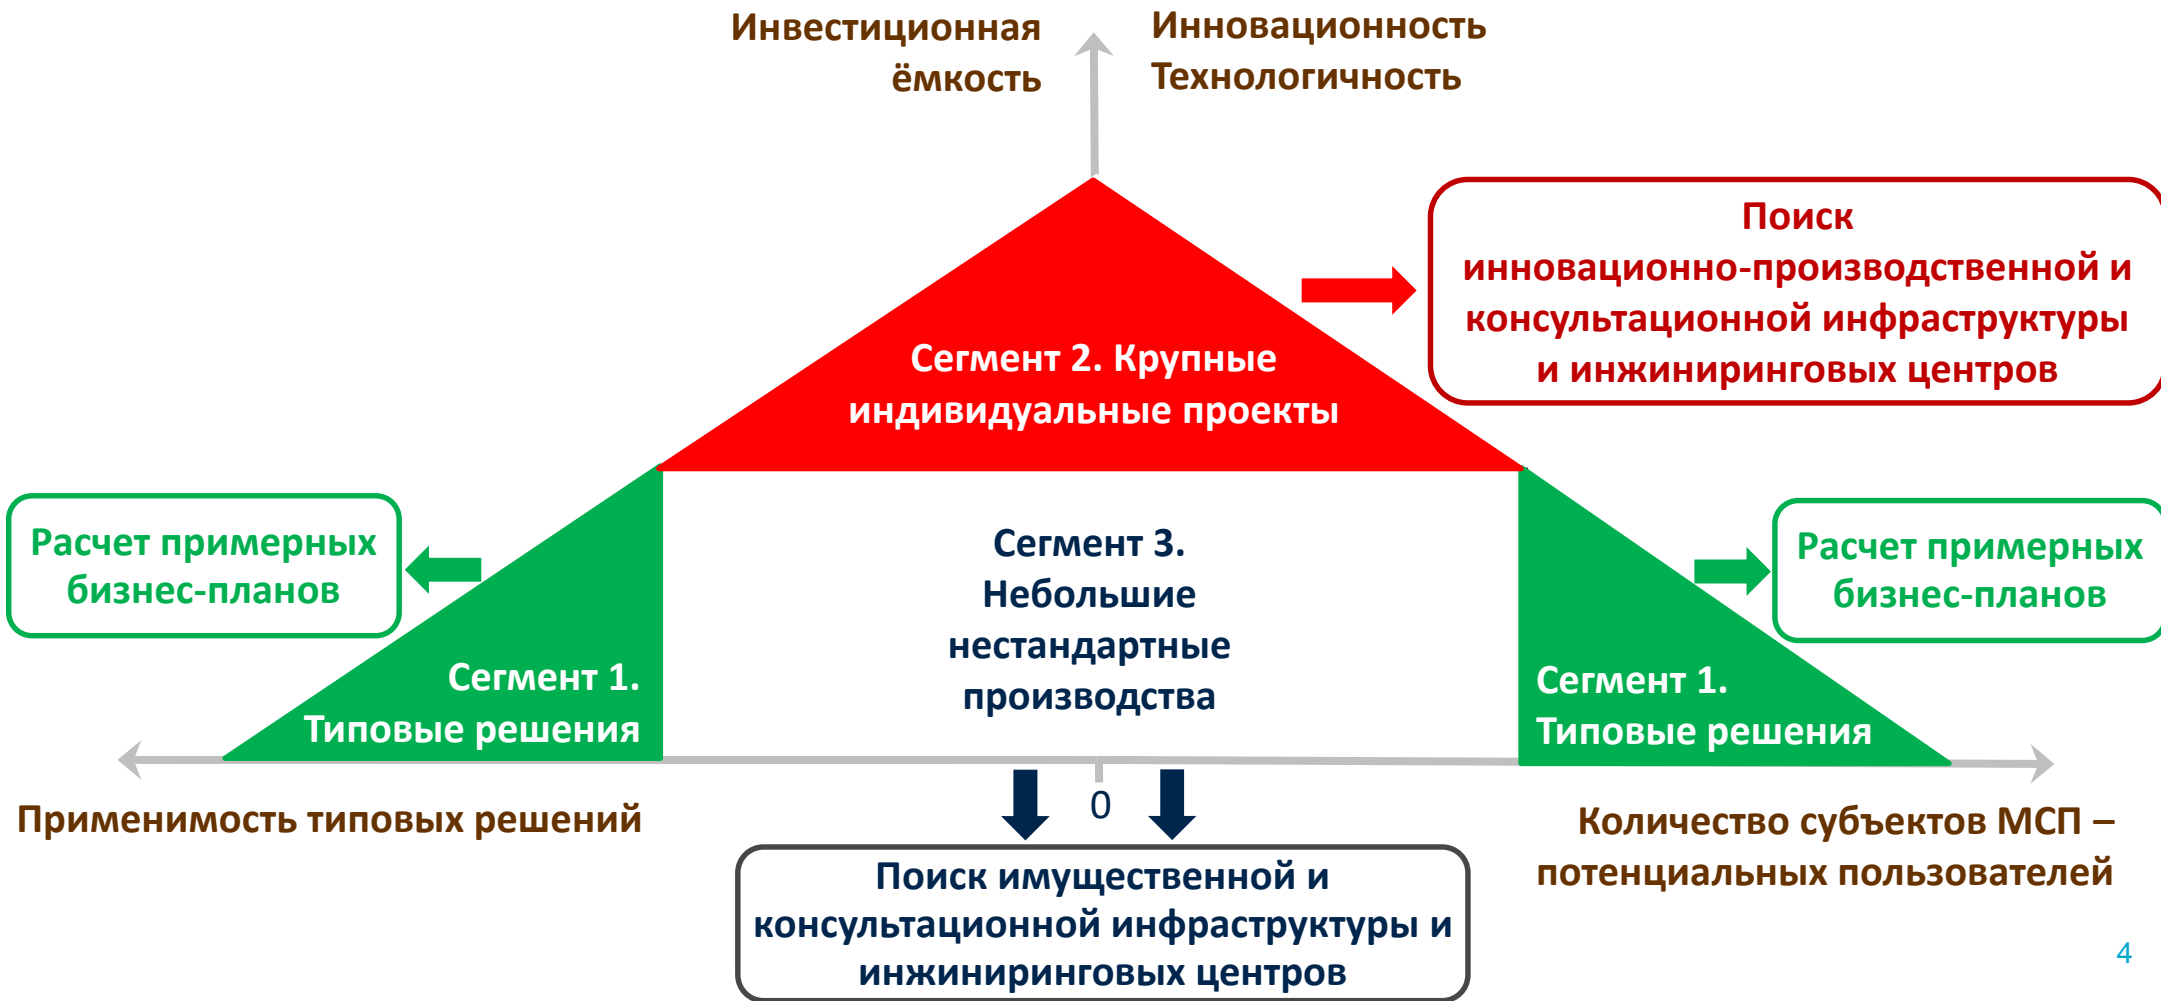 Инвестиционная
ёмкость
Инновационность
Технологичность
Поиск
инновационно-производственной и
консультационной инфраструктуры
и инжиниринговых центров
Сегмент 2. Крупные
индивидуальные проекты
Расчет примерных
бизнес-планов
Сегмент 3.
Небольшие
нестандартные
производства
Расчет примерных
бизнес-планов
Сегмент 1.
Типовые решения
Сегмент 1.
Типовые решения
0
Применимость типовых решений
Количество субъектов МСП –
потенциальных пользователей
Поиск имущественной и
консультационной инфраструктуры и
инжиниринговых центров
4